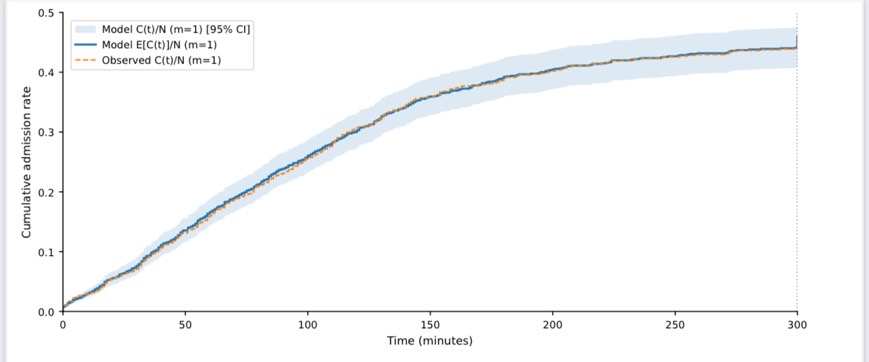 0.5
0.4
0.3
0.2
0.1
0.0
Cumulative admission rate
Model C(t)/N (m=1) [95% CI]
Model E[C(t)]/N (m=1)
Observed C(t)/N (m=1)
0 50 100 150 200 250 300
Time (minutes)